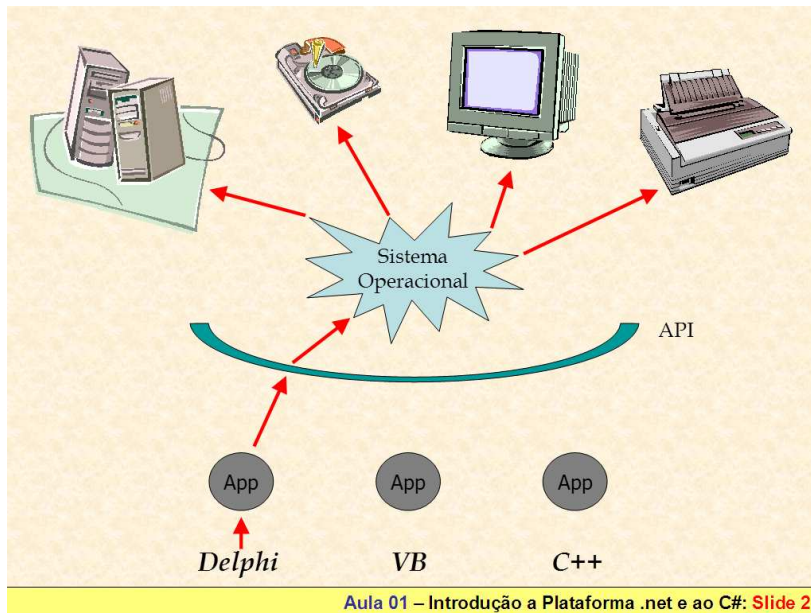 Sistema
Operacional
API
App App App
Delphi VB C++
Aula 01 – Introdução a Plataforma .net e ao C#: Slide 2